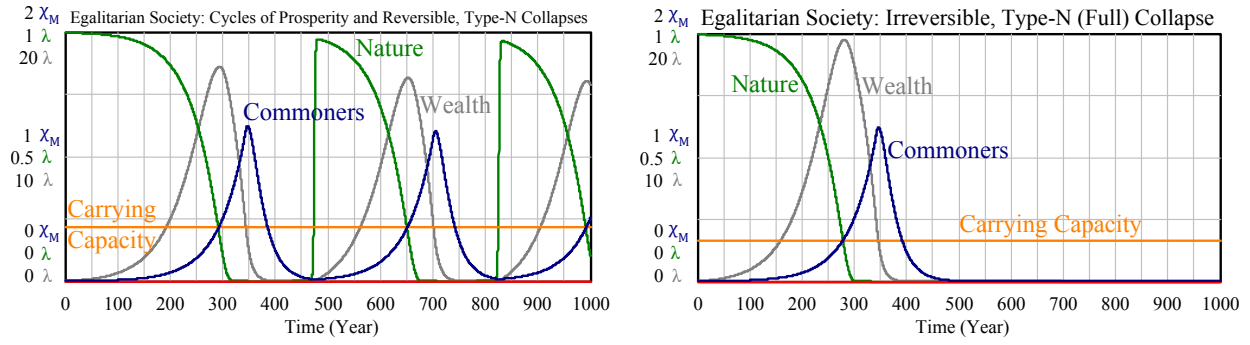 Egalitarian Society: Cycles of Prosperity and Reversible, Type-N Collapses
2 χM
1 λ
20 λ
Nature
Commoners
Wealth
1 χM
0.5 λ
10 λ
Carrying
Capacity
0 χM
0 λ
0 λ
0 100 200 300 400 500 600 700 800 900 1000
Time (Year)
Egalitarian Society: Irreversible, Type-N (Full) Collapse
2 χM
1 λ
20 λ
Nature
Wealth
Commoners
1 χM
0.5 λ
10 λ
Carrying Capacity
0 χM
0 λ
0 λ
0 100 200 300 400 500 600 700 800 900 1000
Time (Year)